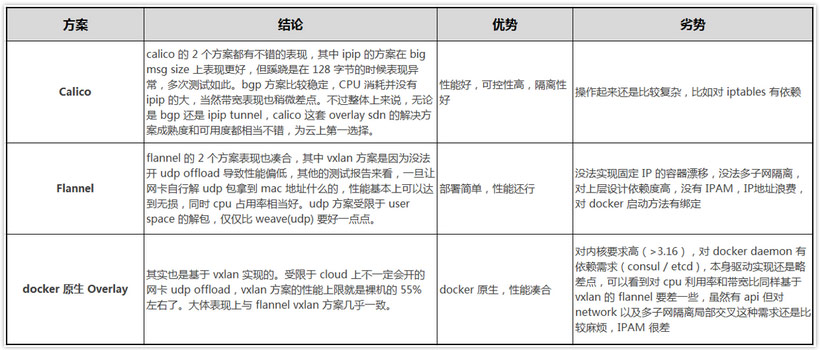 方案 结论 优势 劣势
Calico
calico 的 2 个方案都有不错的表现，其中 ipip 的方案在 big
msg size 上表现更好，但蹊跷是在 128 字节的时候表现异
常，多次测试如此。bgp 方案比较稳定，CPU 消耗并没有
ipip 的大，当然带宽表现也稍微差点。不过整体上来说，无论
是 bgp 还是 ipip tunnel，calico 这套 overlay sdn 的解决方
案成熟度和可用度都相当不错，为云上第一选择。
性能好，可控性高，隔离性
好
操作起来还是比较复杂，比如对 iptables 有依赖
Flannel
flannel 的 2 个方案表现也凑合，其中 vxlan 方案是因为没法
开 udp offload 导致性能偏低，其他的测试报告来看，一旦让
网卡自行解 udp 包拿到 mac 地址什么的，性能基本上可以达
到无损，同时 cpu 占用率相当好。udp 方案受限于 user
space 的解包，仅仅比 weave(udp) 要好一点点。
部署简单，性能还行
没法实现固定 IP 的容器漂移，没法多子网隔离，
对上层设计依赖度高，没有 IPAM，IP地址浪费，
对 docker 启动方法有绑定
docker 原生 Overlay
其实也是基于 vxlan 实现的。受限于 cloud 上不一定会开的
网卡 udp offload，vxlan 方案的性能上限就是裸机的 55%
左右了。大体表现上与 flannel vxlan 方案几乎一致。
docker 原生，性能凑合
对内核要求高（>3.16），对 docker daemon 有
依赖需求 ( consul / etcd )，本身驱动实现还是略
差点，可以看到对 cpu 利用率和带宽比同样基于
vxlan 的 flannel 要差一些，虽然有 api 但对
network 以及多子网隔离局部交叉这种需求还是比
较麻烦，IPAM 很差